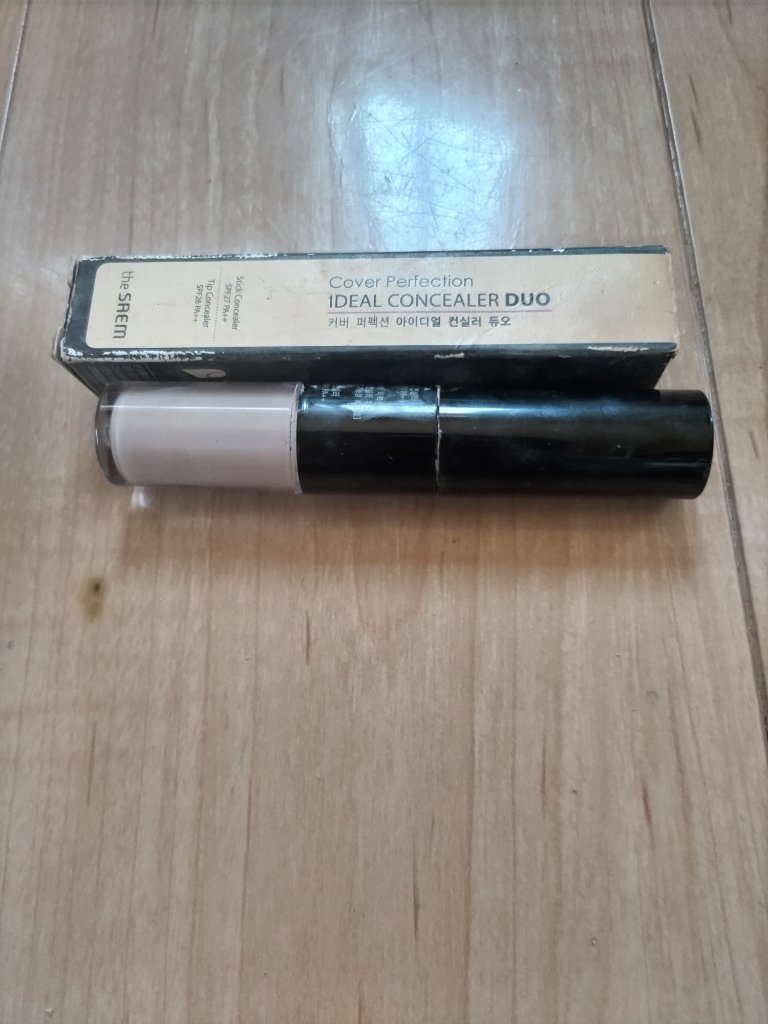 Cover Perfection
IDEAL CONCEALER DUO
커버 퍼펙션 아이디얼 컨실러 듀오
Stick Concealer
SPF27 PA++
Tip Concealer
SPF28 PA++
the SAEM